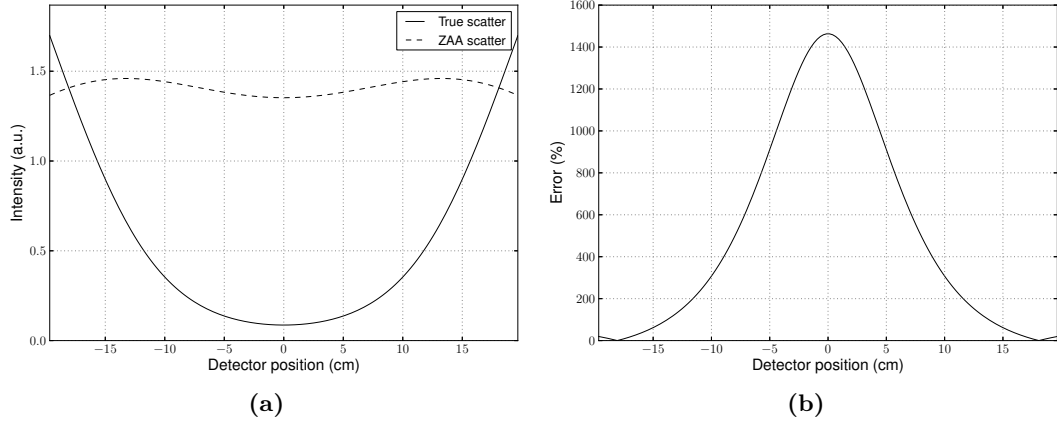 True scatter
ZAA scatter
Intensity (a.u.)
1.5
1.0
0.5
0.0
−15 −10 −5 0 5 10 15
Detector position (cm)
(a)
Error (%)
1600
1400
1200
1000
800
600
400
200
0
−15 −10 −5 0 5 10 15
Detector position (cm)
(b)